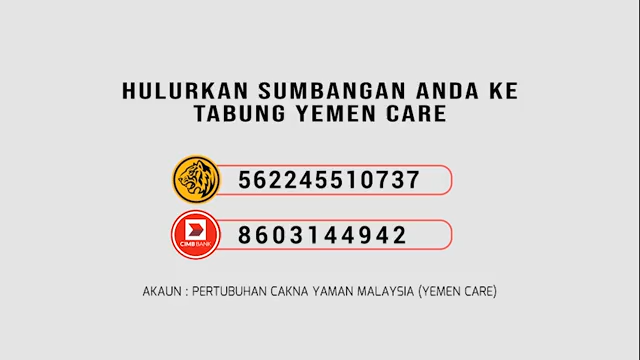 HULURKAN SUMBANGAN ANDA KE
TABUNG YEMEN CARE
562245510737
CIMB BANK
8603144942
AKAUN : PERTUBUHAN CAKNA YAMAN MALAYSIA (YEMEN CARE)